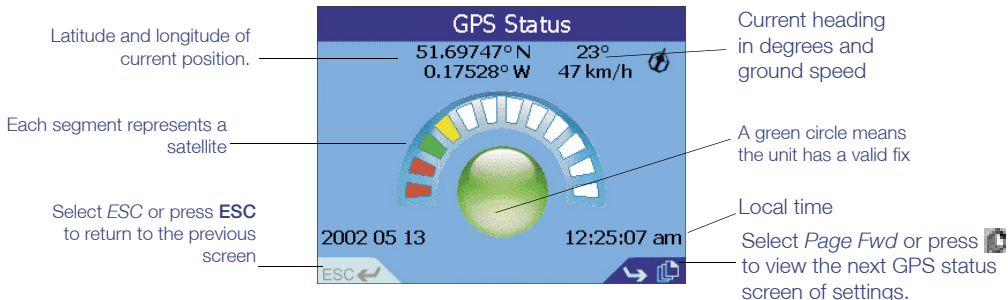 Latitude and longitude of
current position.
Each segment represents a
satellite
Select ESC or press ESC
to return to the previous
screen
GPS Status
51.69747° N 23°
0.17528° W 47 km/h
2002 05 13 12:25:07 am
ESC
Current heading
in degrees and
ground speed
A green circle means
the unit has a valid fix
Local time
Select Page Fwd or press
to view the next GPS status
screen of settings.